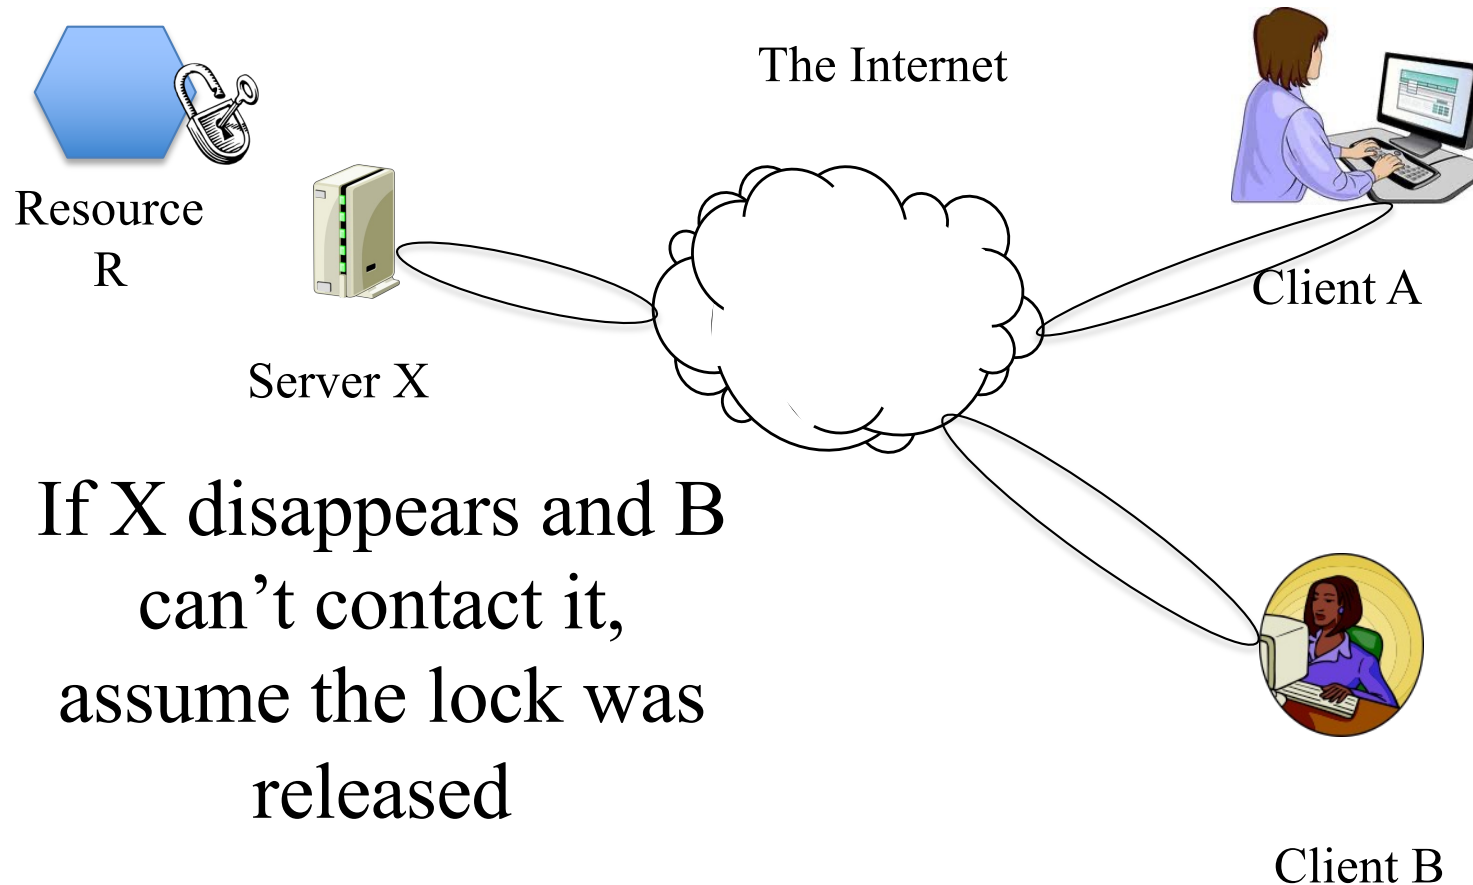 The Internet
Resource
R
Client A
Server X
If X disappears and B
can’t contact it,
assume the lock was
released
Client B